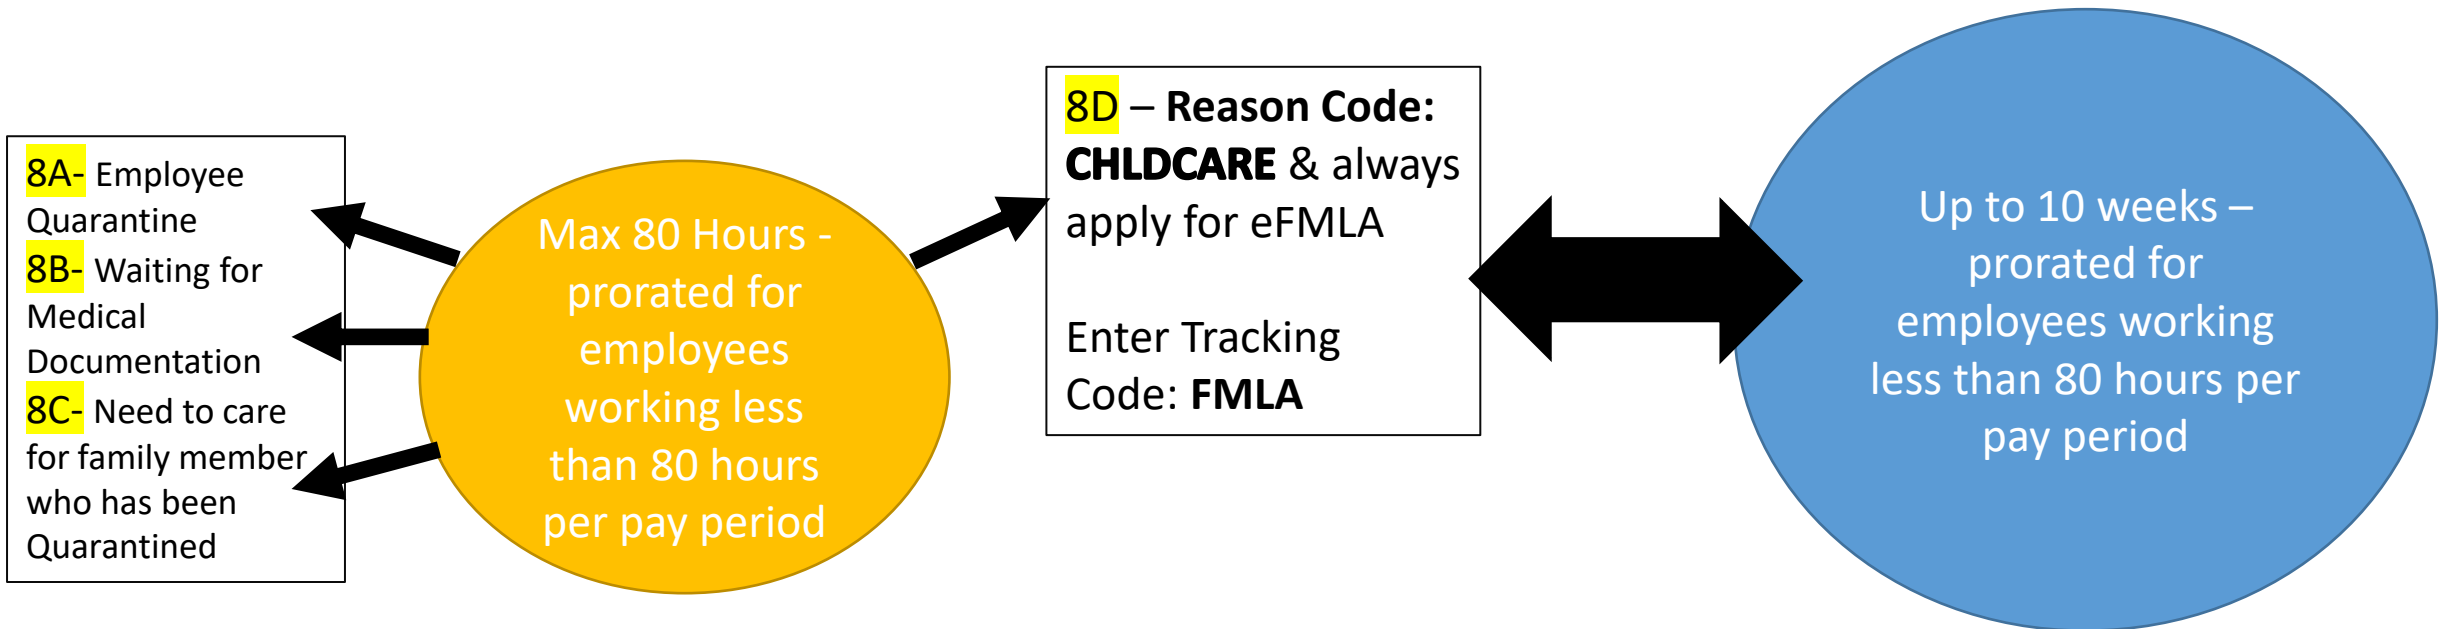 8A- Employee
Quarantine
8B- Waiting for
Medical
Documentation
8C- Need to care
for family member
who has been
Quarantined
Max 80 Hours -
prorated for
employees
working less
than 80 hours
per pay period
8D – Reason Code:
CHLDCARE & always
apply for eFMLA
Enter Tracking
Code: FMLA
Up to 10 weeks –
prorated for
employees working
less than 80 hours per
pay period